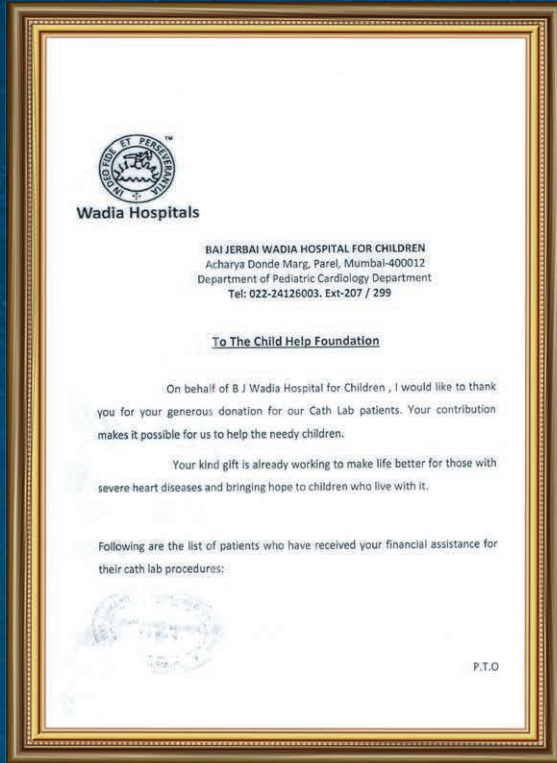 IN DEO FIDE ET PERSEVERANTIA
TM
Wadia Hospitals
BAI JERBAI WADIA HOSPITAL FOR CHILDREN
Acharya Donde Marg, Parel, Mumbai-400012
Department of Pediatric Cardiology Department
Tel: 022-24126003. Ext-207 / 299
To The Child Help Foundation
On behalf of B J Wadia Hospital for Children , I would like to thank
you for your generous donation for our Cath Lab patients. Your contribution
makes it possible for us to help the needy children.
Your kind gift is already working to make life better for those with
severe heart diseases and bringing hope to children who live with it.
Following are the list of patients who have received your financial assistance for
their cath lab procedures:
P.T.O